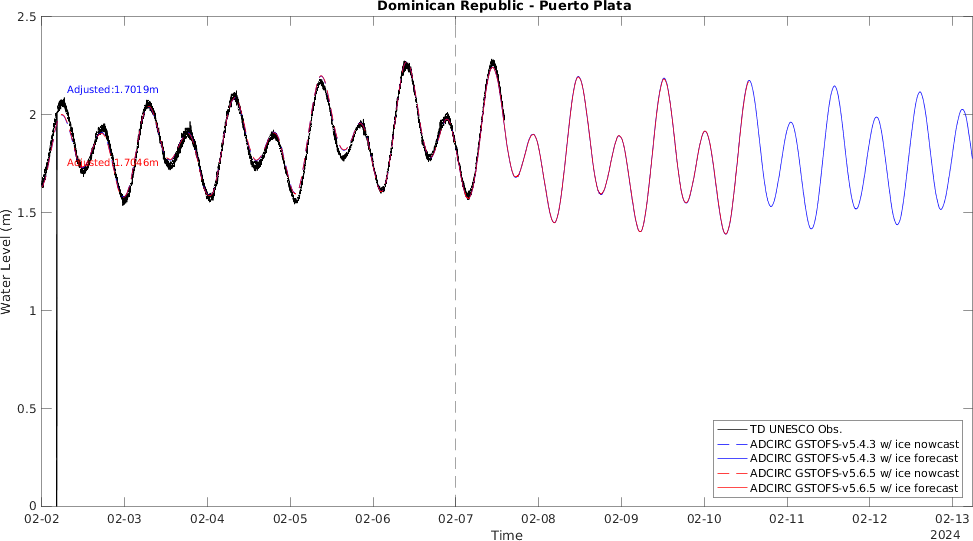 Dominican Republic - Puerto Plata
2.5
2
1.5
1
0.5
0
Water Level (m)
Adjusted:1.7019m
Adjusted:1.7046m
TD UNESCO Obs.
ADCIRC GSTOFS-v5.4.3 w/ ice nowcast
ADCIRC GSTOFS-v5.4.3 w/ ice forecast
ADCIRC GSTOFS-v5.6.5 w/ ice nowcast
ADCIRC GSTOFS-v5.6.5 w/ ice forecast
02-02 02-03 02-04 02-05 02-06 02-07 02-08 02-09 02-10 02-11 02-12 02-13
Time
2024